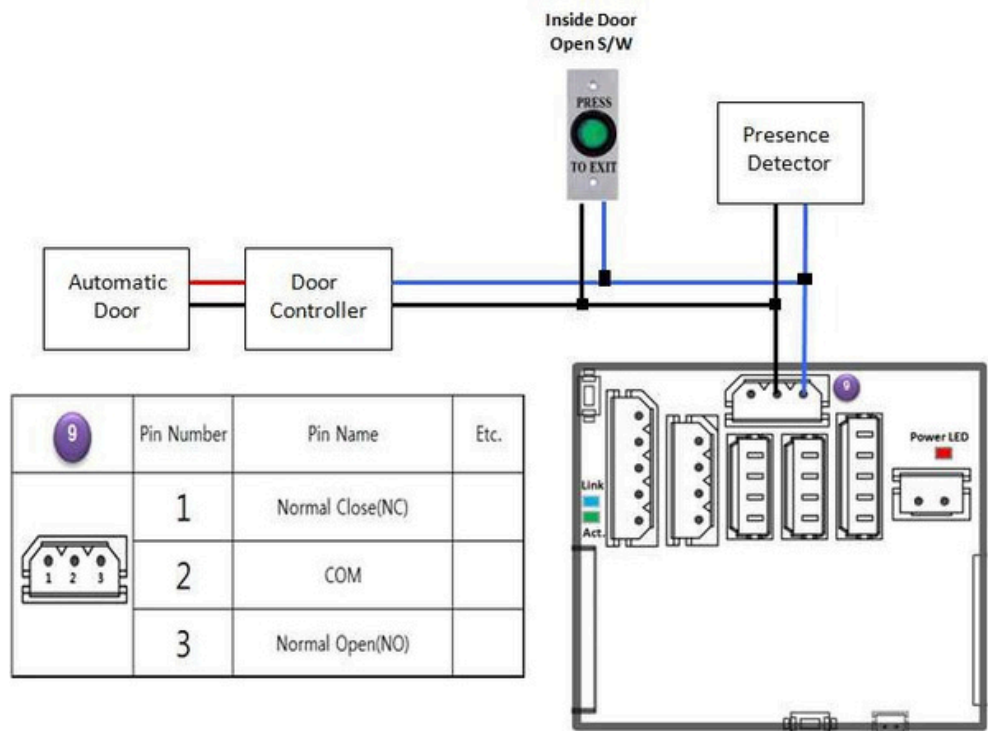 Inside Door
Open S/W
PRESS
TO EXIT
Presence
Detector
Automatic
Door
Door
Controller
9
Pin Number
Pin Name
Etc.
1
Normal Close(NC)
2
COM
3
Normal Open(NO)
1 2 3
9
Power LED
Link
Act.